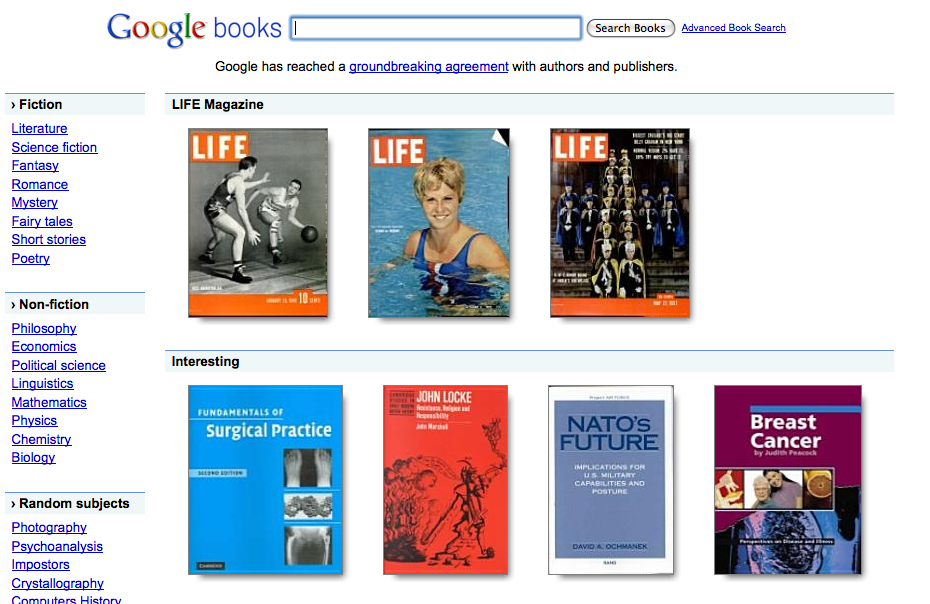 Google books Search Books Advanced Book Search
Google has reached a groundbreaking agreement with authors and publishers.
› Fiction
Literature
Science fiction
Fantasy
Romance
Mystery
Fairy tales
Short stories
Poetry
› Non-fiction
Philosophy
Economics
Political science
Linguistics
Mathematics
Physics
Chemistry
Biology
› Random subjects
Photography
Psychoanalysis
Impostors
Crystallography
Computers History
LIFE Magazine
LIFE
10 CENTS
LIFE
LIFE
Interesting
FUNDAMENTALS OF
Surgical Practice
SECOND EDITION
CAMBRIDGE
JOHN LOCKE
Resistance, Religion and
Responsibility
John Marshall
Project AIR FORCE
NATO'S
FUTURE
IMPLICATIONS FOR
U.S. MILITARY
CAPABILITIES AND
POSTURE
DAVID A. OCHMANEK
RAND
Breast
Cancer
by Judith Peacock
Perspectives on Disease and Illness